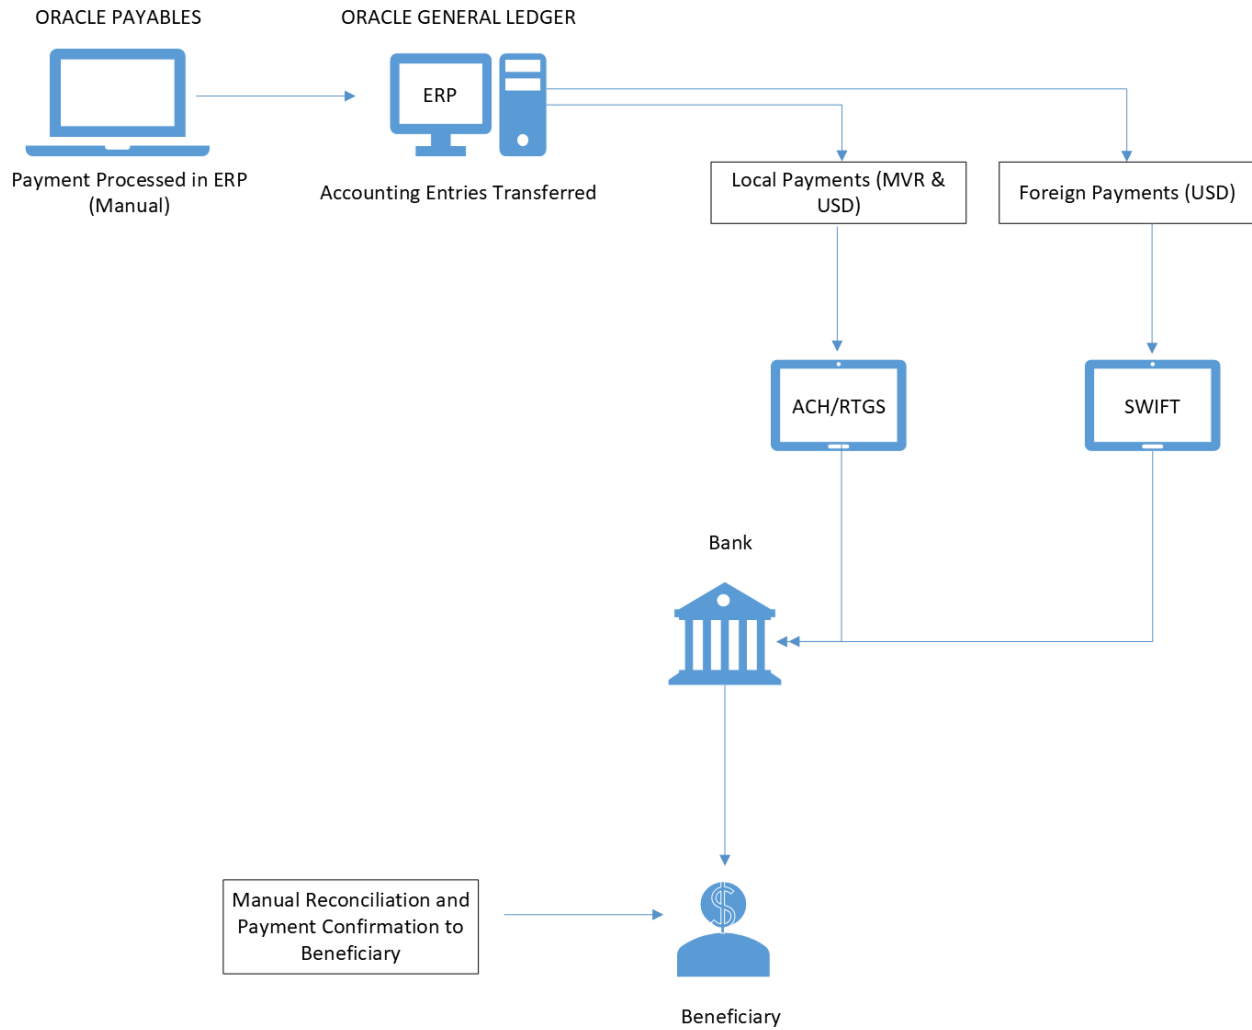 ORACLE PAYABLES
ORACLE GENERAL LEDGER
ERP
Payment Processed in ERP
(Manual)
Accounting Entries Transferred
Local Payments (MVR &
USD)
Foreign Payments (USD)
ACH/RTGS
SWIFT
Bank
Manual Reconciliation and
Payment Confirmation to
Beneficiary
$
Beneficiary